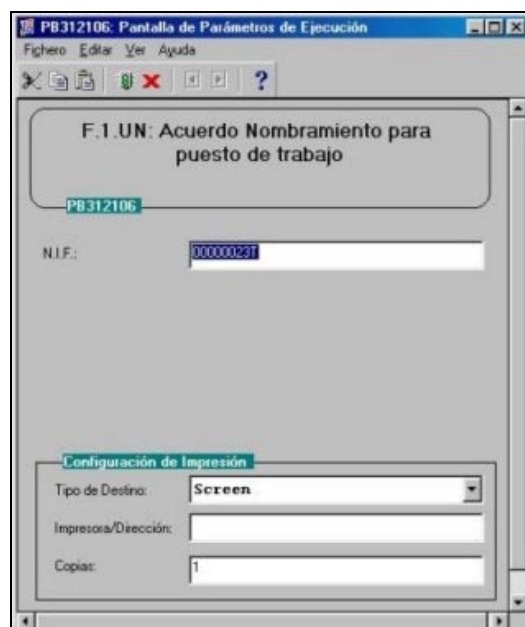 PB312106: Pantalla de Parámetros de Ejecución
Fichero Editar Ver Ayuda
F.1.UN: Acuerdo Nombramiento para
puesto de trabajo
PB312106
N.I.F.: 00000023T
Configuración de Impresión
Tipo de Destino: Screen
Impresora/Dirección:
Copias: 1